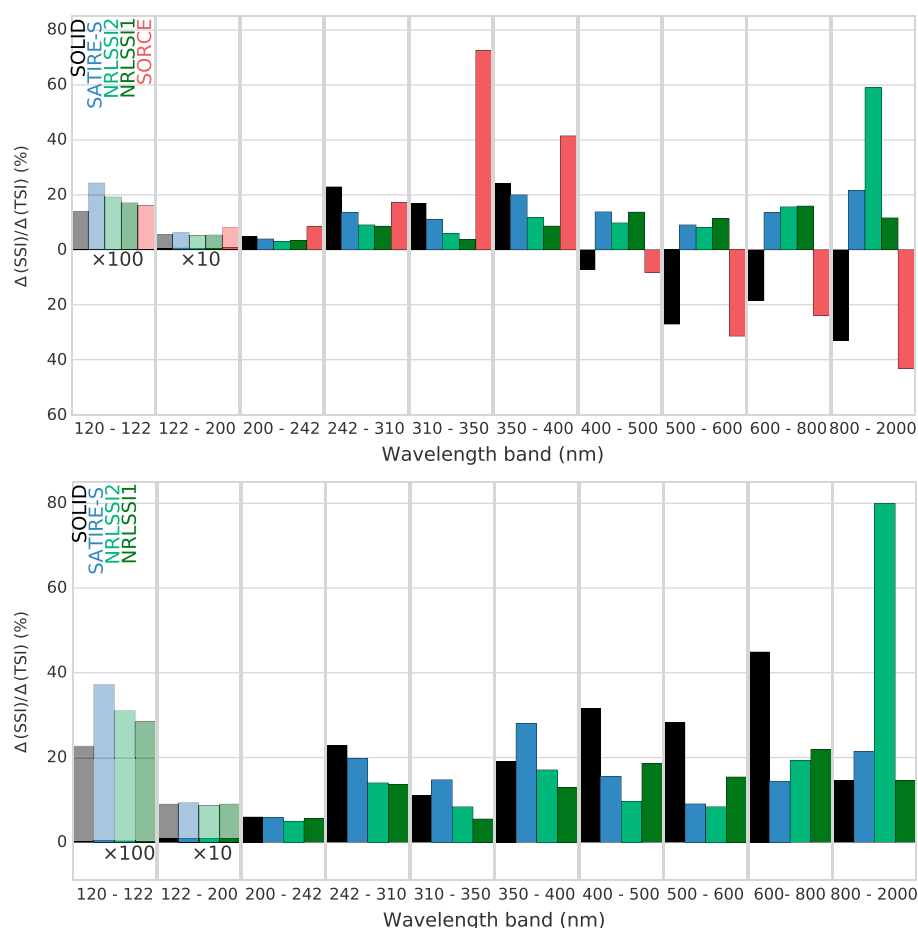 80
60
40
20
0
20
40
60
Δ(SSI)/Δ(TSI) (%)
SOLID
SATIRE-S
NRLSSI2
NRLSSI1
SORCE
×100
×10
120 - 122
122 - 200
200 - 242
242 - 310
310 - 350
350 - 400
400 - 500
500 - 600
600 - 800
800 - 2000
Wavelength band (nm)
80
60
40
20
0
Δ(SSI)/Δ(TSI) (%)
SOLID
SATIRE-S
NRLSSI2
NRLSSI1
×100
×10
120 - 122
122 - 200
200 - 242
242 - 310
310 - 350
350 - 400
400 - 500
500 - 600
600- 800
800 - 2000
Wavelength band (nm)